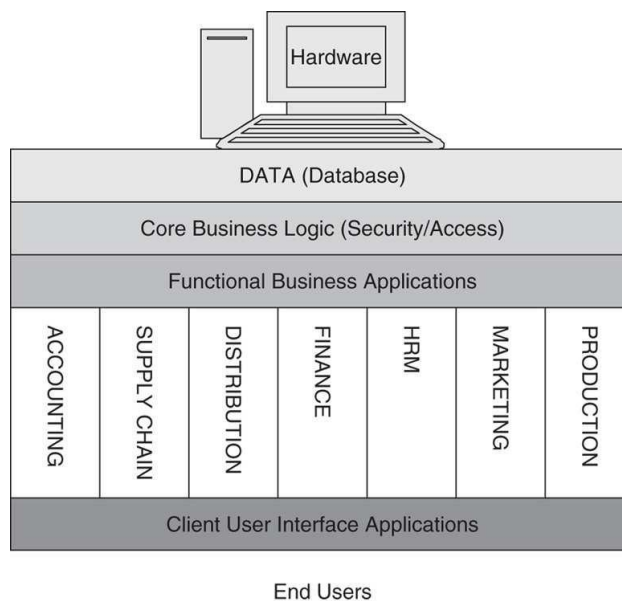 Hardware
DATA (Database)
Core Business Logic (Security/Access)
Functional Business Applications
ACCOUNTING
SUPPLY CHAIN
DISTRIBUTION
FINANCE
HRM
MARKETING
PRODUCTION
Client User Interface Applications
End Users